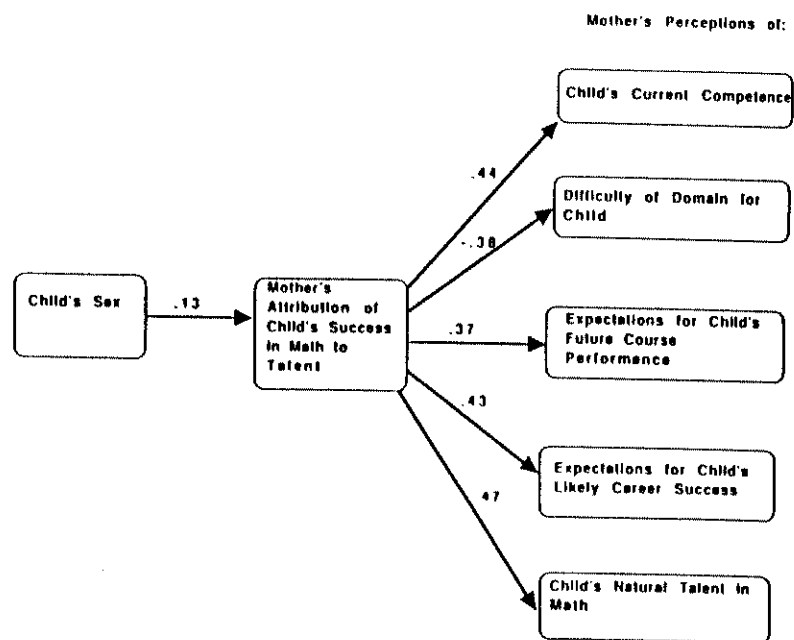 Mother's Perceptions of:
Child's Current Competence
.44
Difficulty of Domain for
Child
-.38
Child's Sex
.13
Mother's
Attribution of
Child's Success
in Math to
Talent
.37
Expectations for Child's
Future Course
Performance
.43
Expectations for Child's
Likely Career Success
.47
Child's Natural Talent in
Math